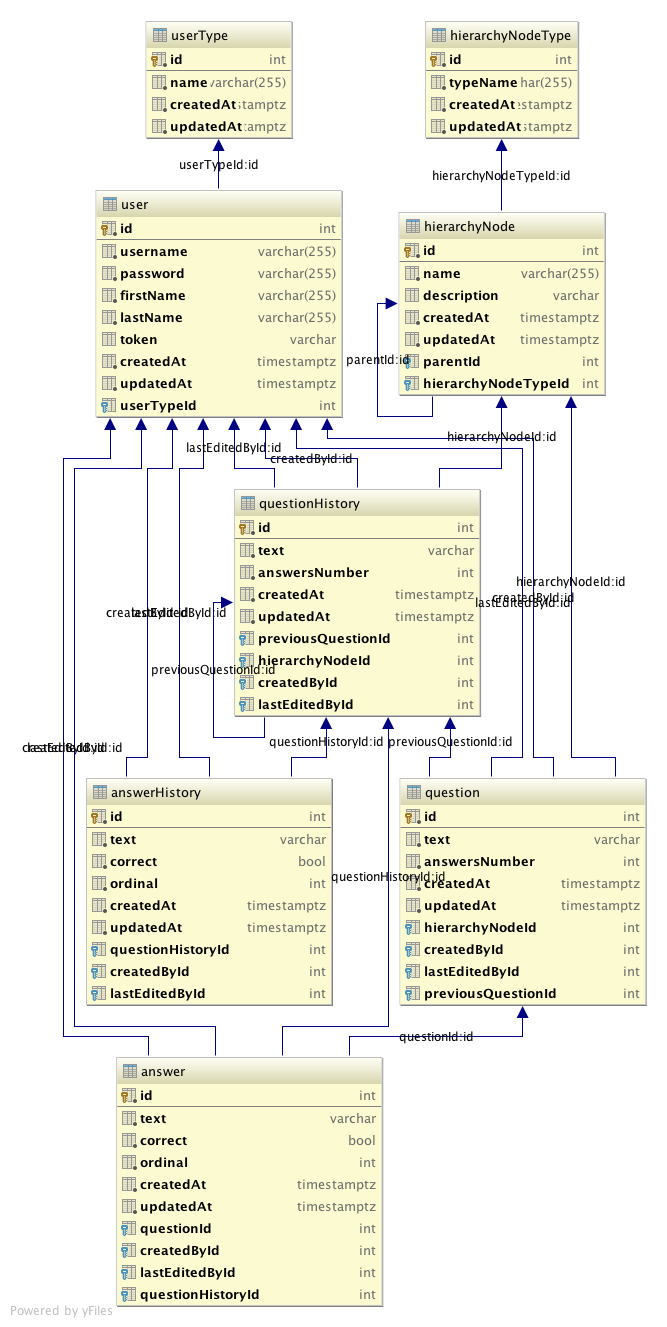 userType
id int
name varchar(255)
createdAt stamptz
updatedAt tamptz
hierarchyNodeType
id int
typeName har(255)
createdAt stamptz
updatedAt stamptz
userTypeId:id
hierarchyNodeTypeId:id
user
id int
username varchar(255)
password varchar(255)
firstName varchar(255)
lastName varchar(255)
token varchar
createdAt timestamptz
updatedAt timestamptz
userTypeId int
hierarchyNode
id int
name varchar(255)
description varchar
createdAt timestamptz
updatedAt timestamptz
parentId int
hierarchyNodeTypeId int
parentId:id
lastEditedById:id
createdById:id
hierarchyNodeId:id
questionHistory
id int
text varchar
answersNumber int
createdAt timestamptz
updatedAt timestamptz
previousQuestionId int
hierarchyNodeId int
createdById int
lastEditedById int
hierarchyNodeId:id
createdById:id
lastEditedById:id
createdById:id
lastEditedById:id
previousQuestionId:id
createdById:id
lastEditedById:id
questionHistoryId:id
previousQuestionId:id
answerHistory
id int
text varchar
correct bool
ordinal int
createdAt timestamptz
updatedAt timestamptz
questionHistoryId int
createdById int
lastEditedById int
questionHistoryId:id
question
id int
text varchar
answersNumber int
createdAt timestamptz
updatedAt timestamptz
hierarchyNodeId int
createdById int
lastEditedById int
previousQuestionId int
questionId:id
answer
id int
text varchar
correct bool
ordinal int
createdAt timestamptz
updatedAt timestamptz
questionId int
createdById int
lastEditedById int
questionHistoryId int
Powered by yFiles